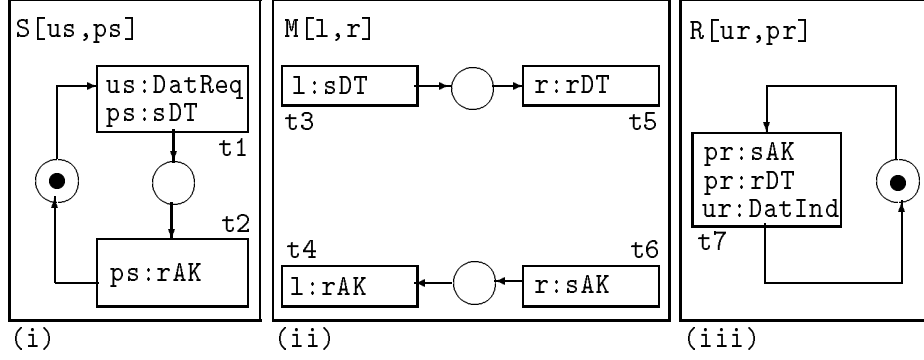 S[us,ps]
us:DatReq
ps:sDT
t1
t2
ps:rAK
(i)
M[l,r]
l:sDT
r:rDT
t3
t5
t4
t6
l:rAK
r:sAK
(ii)
R[ur,pr]
pr:sAK
pr:rDT
ur:DatInd
t7
(iii)